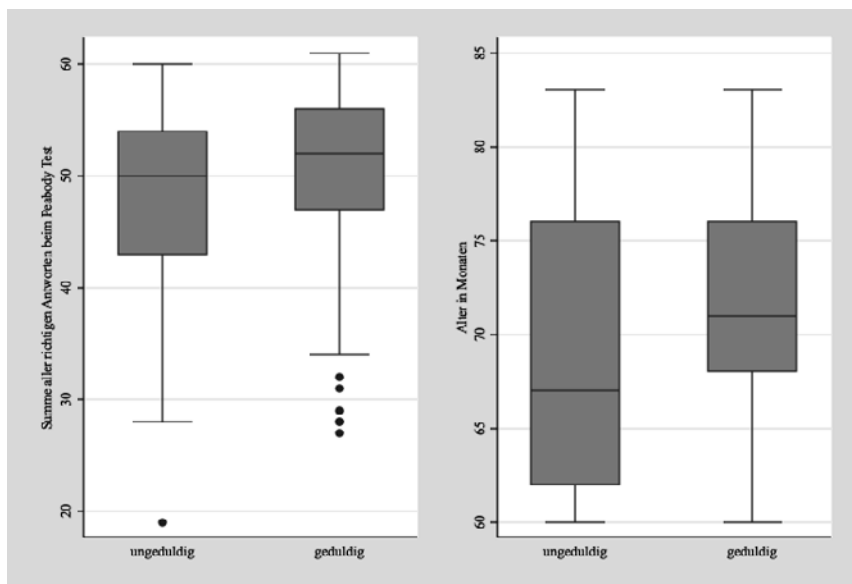 Summe aller richtigen Antworten beim Peabody Test
60
50
40
30
20
ungeduldig
geduldig
Alter in Monaten
85
80
75
70
65
60
ungeduldig
geduldig